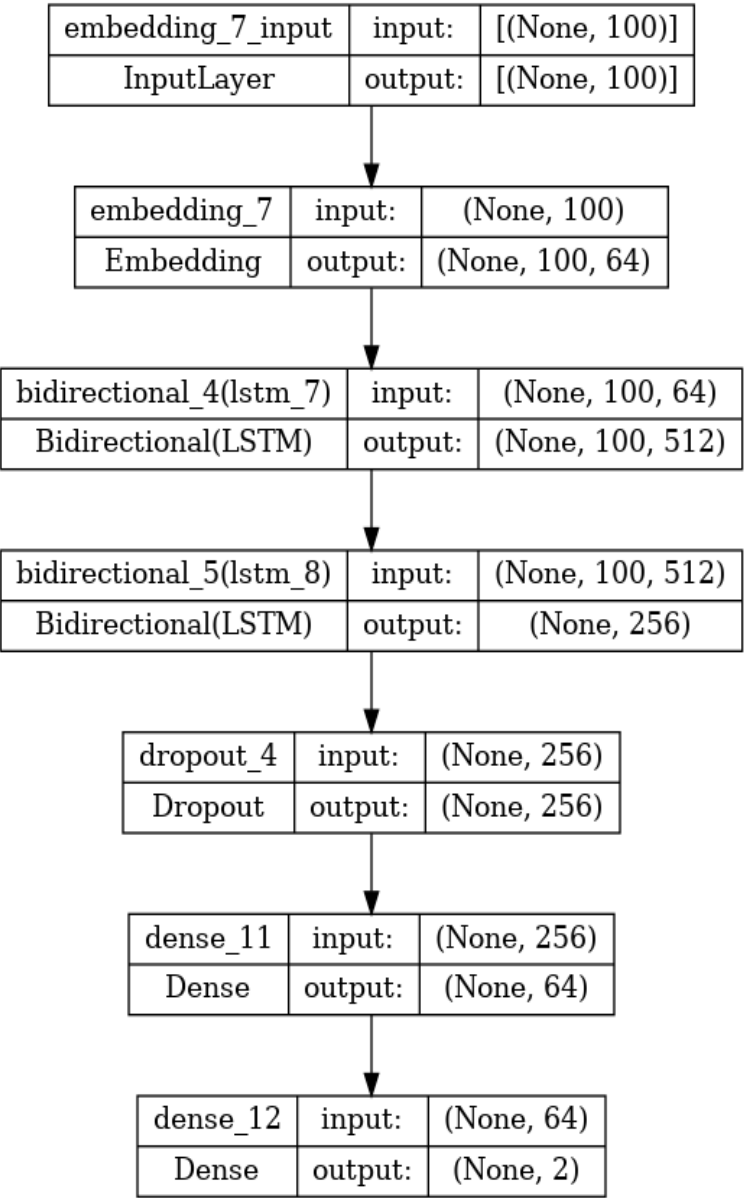 embedding_7_input input: [(None, 100)]
InputLayer output: [(None, 100)]
embedding_7 input: (None, 100)
Embedding output: (None, 100, 64)
bidirectional_4(lstm_7) input: (None, 100, 64)
Bidirectional(LSTM) output: (None, 100, 512)
bidirectional_5(lstm_8) input: (None, 100, 512)
Bidirectional(LSTM) output: (None, 256)
dropout_4 input: (None, 256)
Dropout output: (None, 256)
dense_11 input: (None, 256)
Dense output: (None, 64)
dense_12 input: (None, 64)
Dense output: (None, 2)